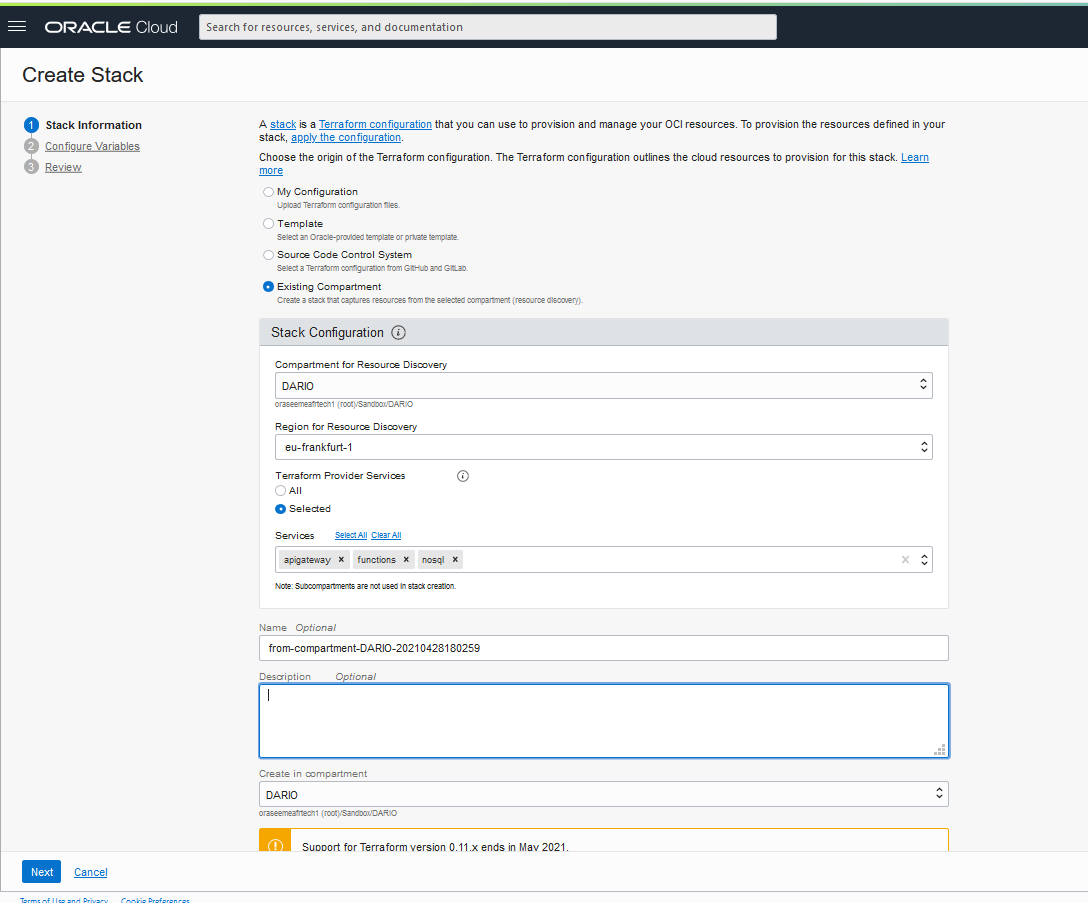 ORACLE Cloud
Search for resources, services, and documentation
Create Stack
1 Stack Information
2 Configure Variables
3 Review
A stack is a Terraform configuration that you can use to provision and manage your OCI resources. To provision the resources defined in your
stack, apply the configuration.
Choose the origin of the Terraform configuration. The Terraform configuration outlines the cloud resources to provision for this stack. Learn
more
My Configuration
Upload Terraform configuration files.
Template
Select an Oracle-provided template or private template.
Source Code Control System
Select a Terraform configuration from GitHub and GitLab.
Existing Compartment
Create a stack that captures resources from the selected compartment (resource discovery).
Stack Configuration i
Compartment for Resource Discovery
DARIO
oraseemeafrtech1 (root)/Sandbox/DARIO
Region for Resource Discovery
eu-frankfurt-1
Terraform Provider Services i
All
Selected
Services Select All Clear All
apigateway × functions × nosql ×
Note: Subcompartments are not used in stack creation.
Name Optional
from-compartment-DARIO-20210428180259
Description Optional
Create in compartment
DARIO
oraseemeafrtech1 (root)/Sandbox/DARIO
Support for Terraform version 0.11.x ends in May 2021.
Next Cancel
Terms of Use and Privacy Cookie Preferences